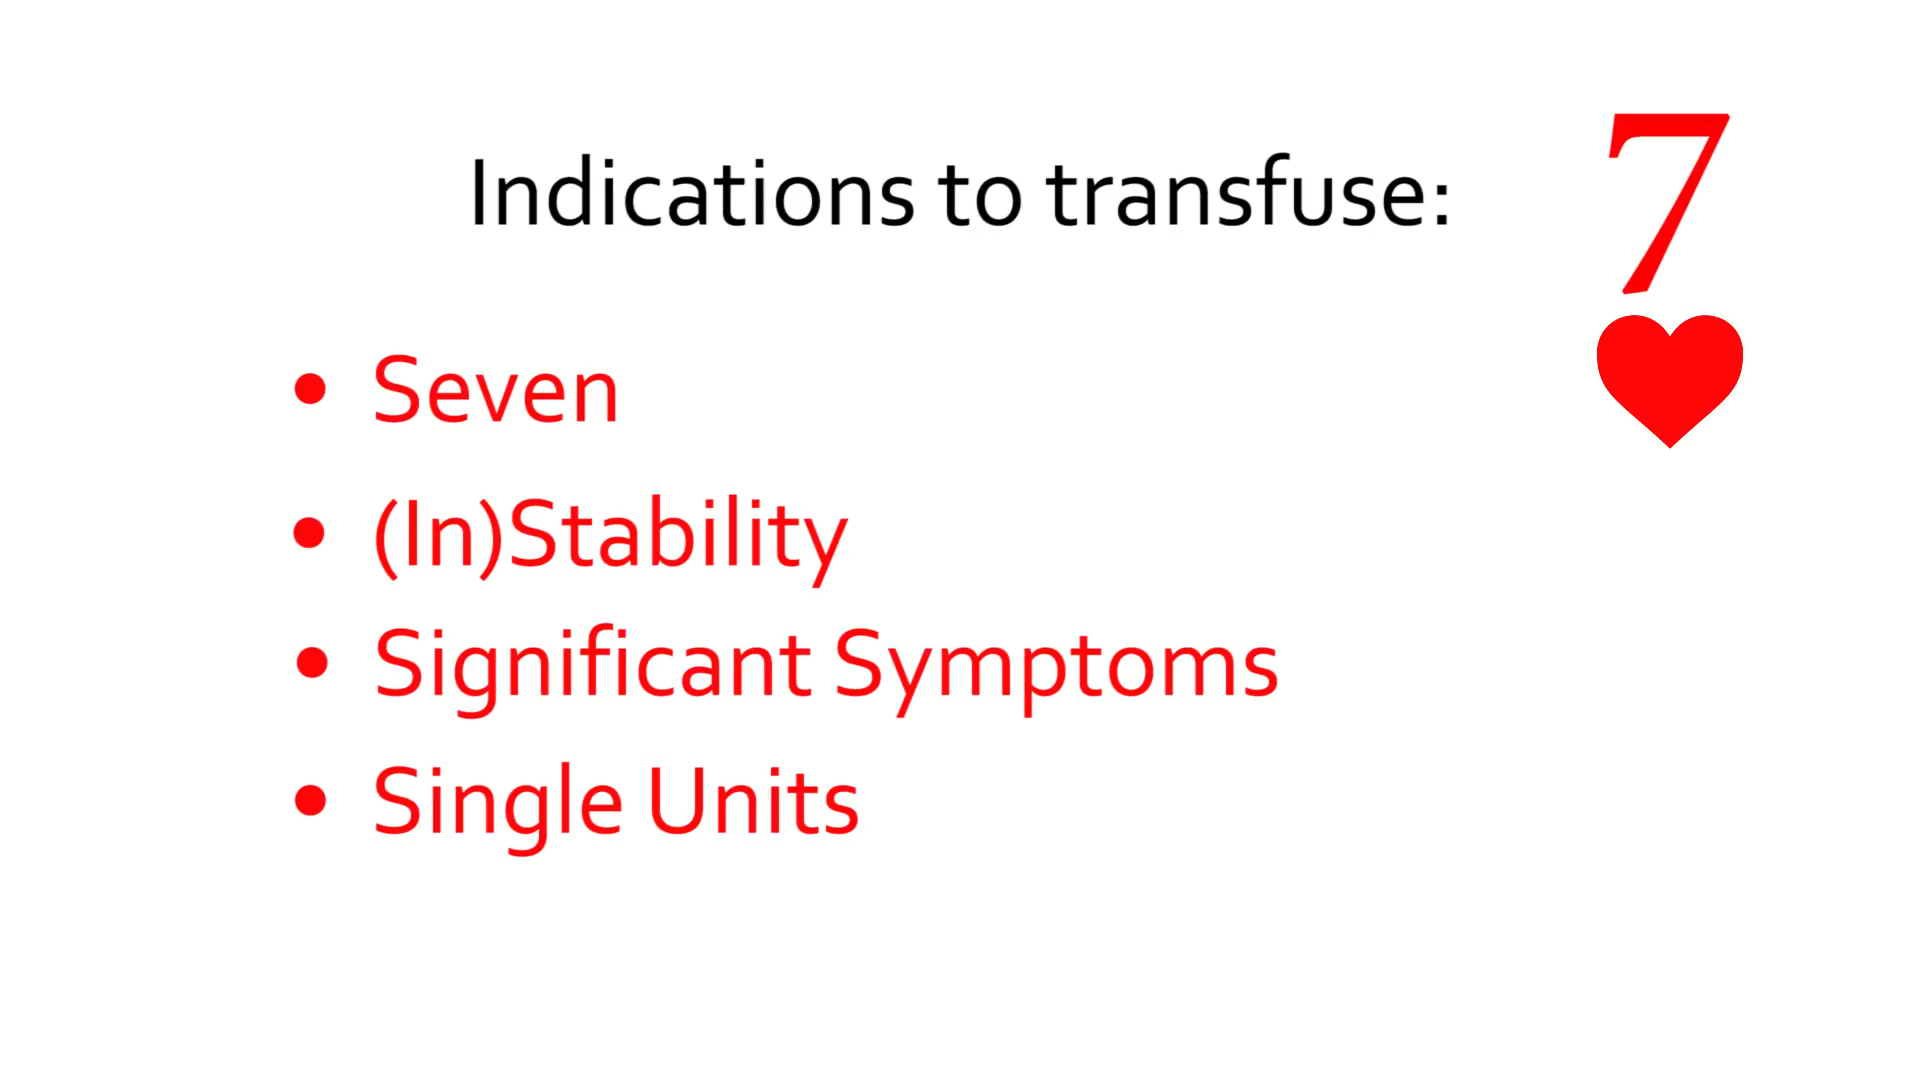 Indications to transfuse:
7
• Seven
• (In)Stability
• Significant Symptoms
• Single Units